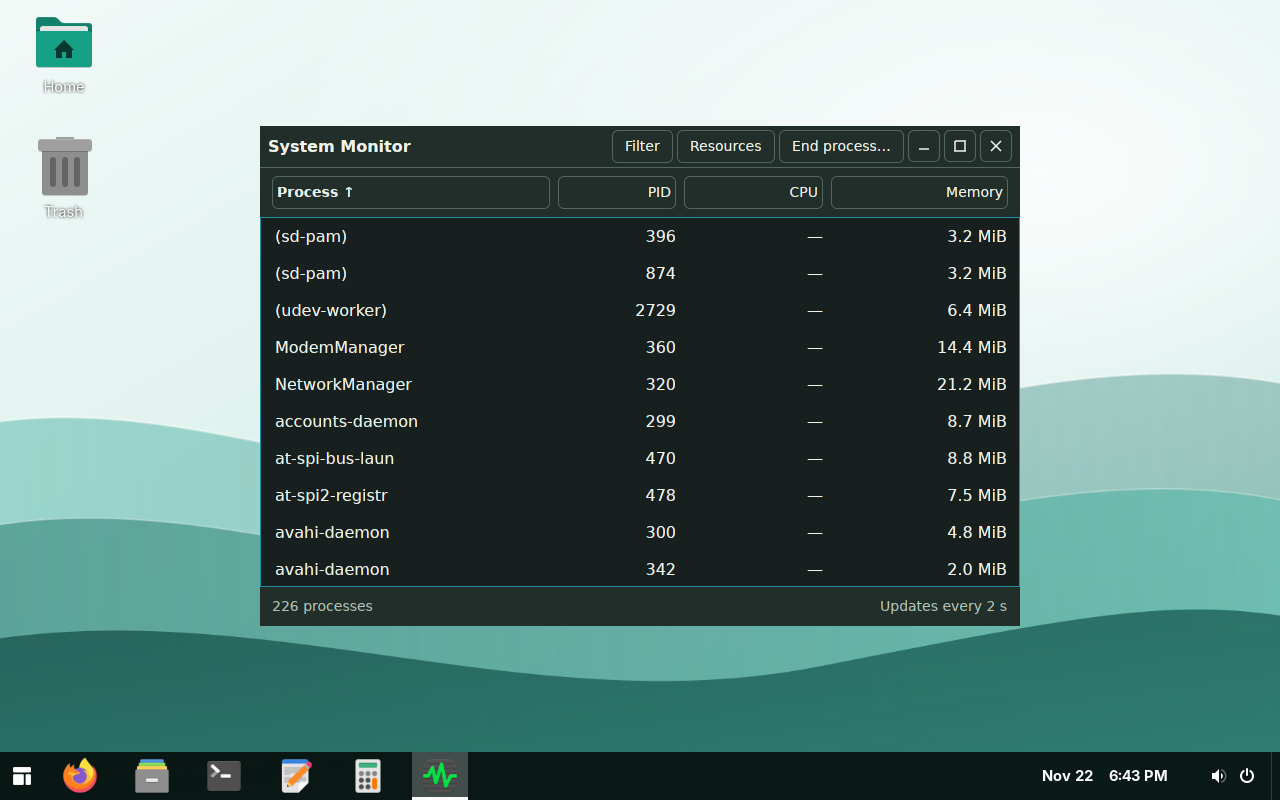 Home
Trash
System Monitor
Filter
Resources
End process...
Process ↑
PID
CPU
Memory
(sd-pam) 396 — 3.2 MiB
(sd-pam) 874 — 3.2 MiB
(udev-worker) 2729 — 6.4 MiB
ModemManager 360 — 14.4 MiB
NetworkManager 320 — 21.2 MiB
accounts-daemon 299 — 8.7 MiB
at-spi-bus-laun 470 — 8.8 MiB
at-spi2-registr 478 — 7.5 MiB
avahi-daemon 300 — 4.8 MiB
avahi-daemon 342 — 2.0 MiB
226 processes
Updates every 2 s
Nov 22 6:43 PM